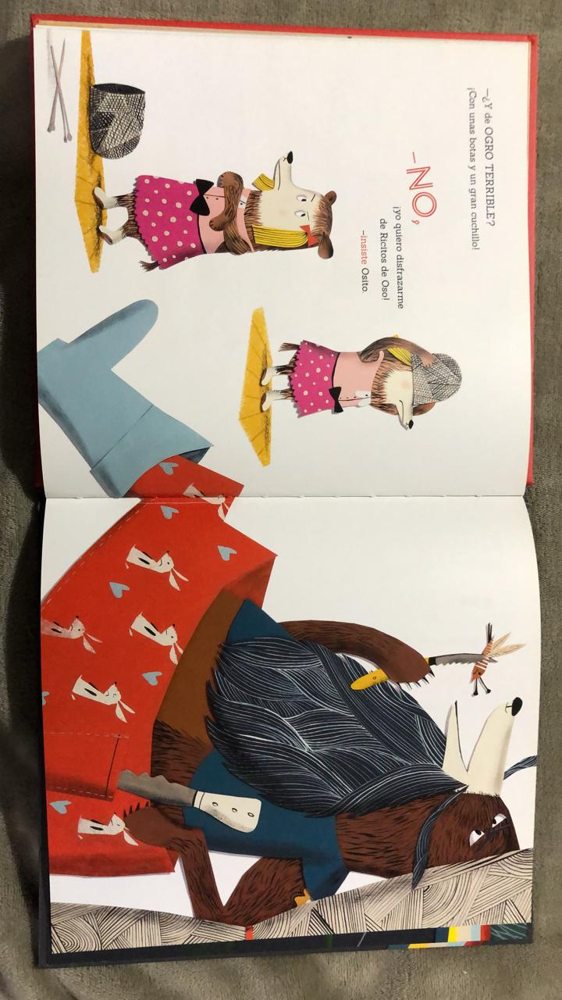 —¿Y de OGRO TERRIBLE?
¡Con unas botas y un gran cuchillo!
–NO,
¡yo quiero disfrazarme
de Ricitos de Oso!
–insiste Osito.